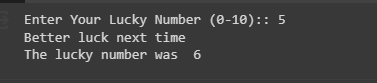 Enter Your Lucky Number (0-10):: 5
Better luck next time
The lucky number was  6